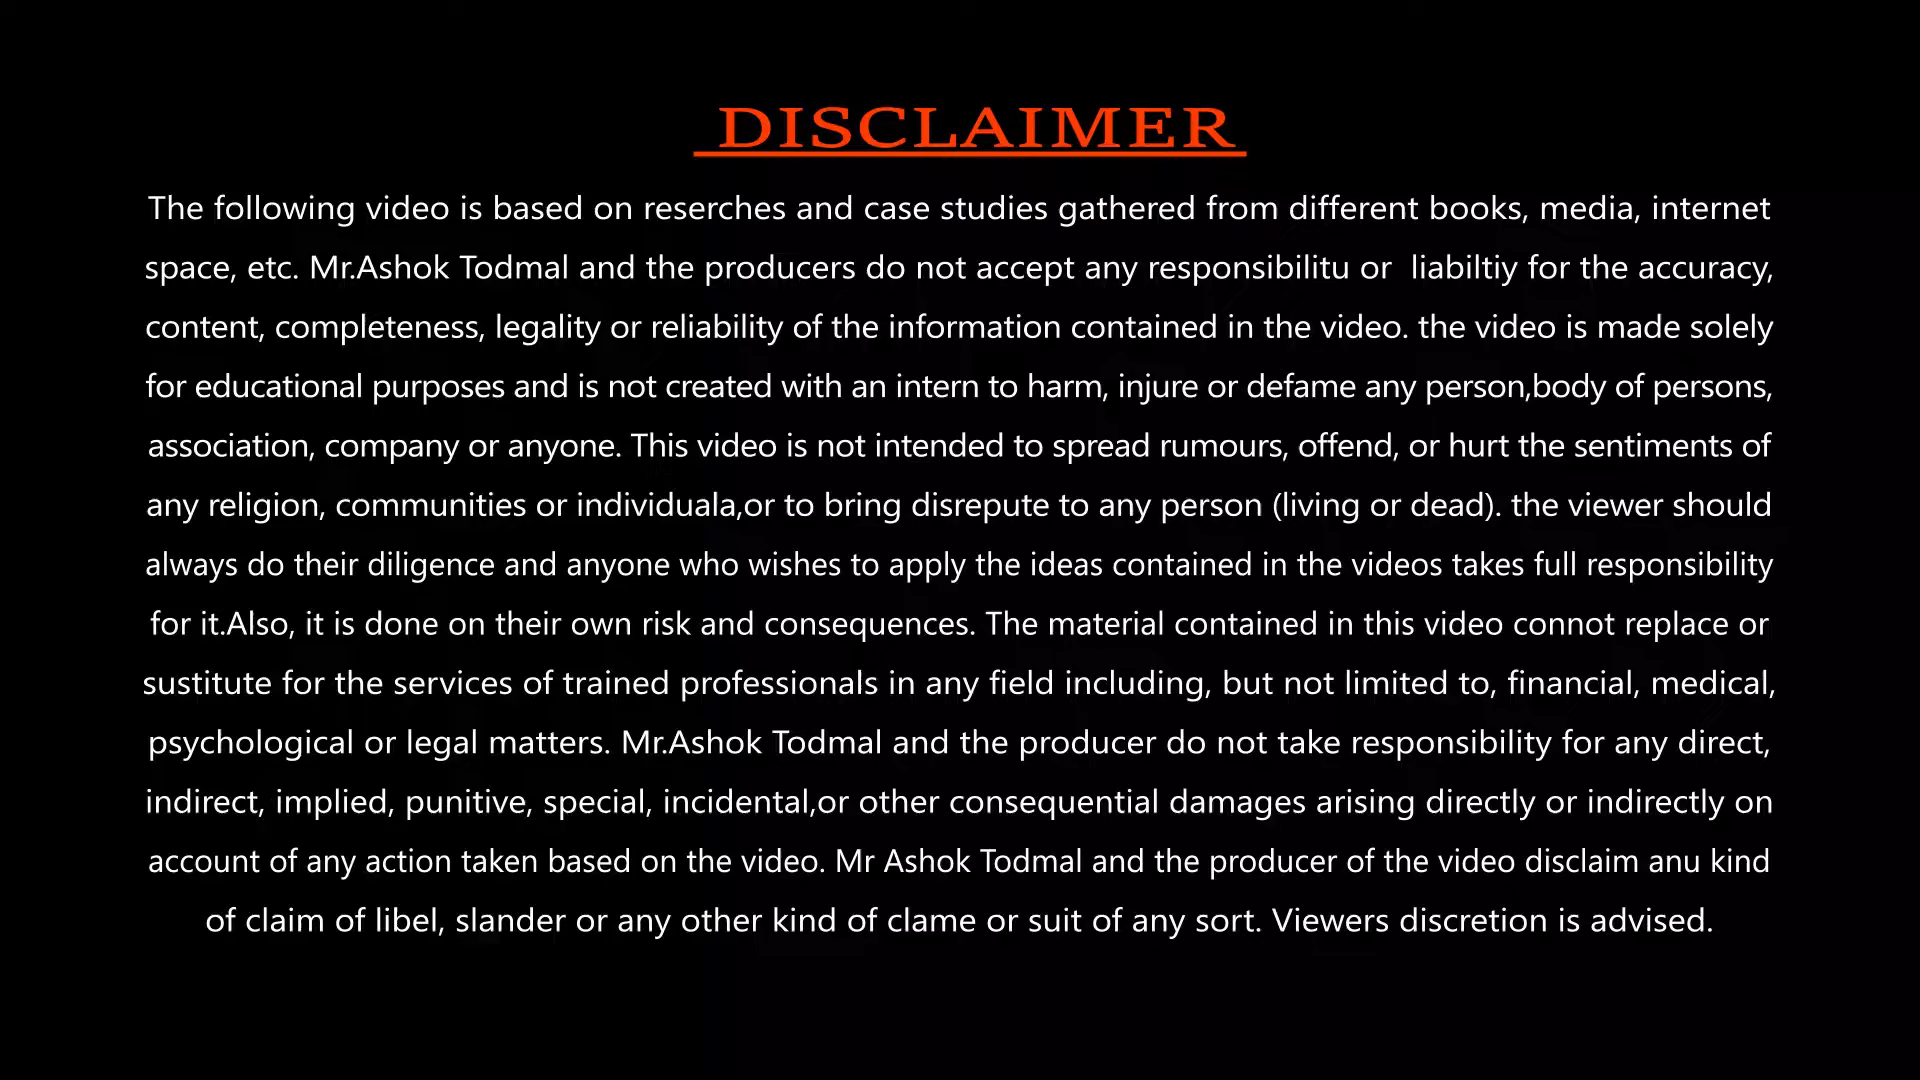 DISCLAIMER
The following video is based on reserches and case studies gathered from different books, media, internet
space, etc. Mr.Ashok Todmal and the producers do not accept any responsibilitu or  liabiltiy for the accuracy,
content, completeness, legality or reliability of the information contained in the video. the video is made solely
for educational purposes and is not created with an intern to harm, injure or defame any person,body of persons,
association, company or anyone. This video is not intended to spread rumours, offend, or hurt the sentiments of
any religion, communities or individuala,or to bring disrepute to any person (living or dead). the viewer should
always do their diligence and anyone who wishes to apply the ideas contained in the videos takes full responsibility
for it.Also, it is done on their own risk and consequences. The material contained in this video connot replace or
sustitute for the services of trained professionals in any field including, but not limited to, financial, medical,
psychological or legal matters. Mr.Ashok Todmal and the producer do not take responsibility for any direct,
indirect, implied, punitive, special, incidental,or other consequential damages arising directly or indirectly on
account of any action taken based on the video. Mr Ashok Todmal and the producer of the video disclaim anu kind
of claim of libel, slander or any other kind of clame or suit of any sort. Viewers discretion is advised.